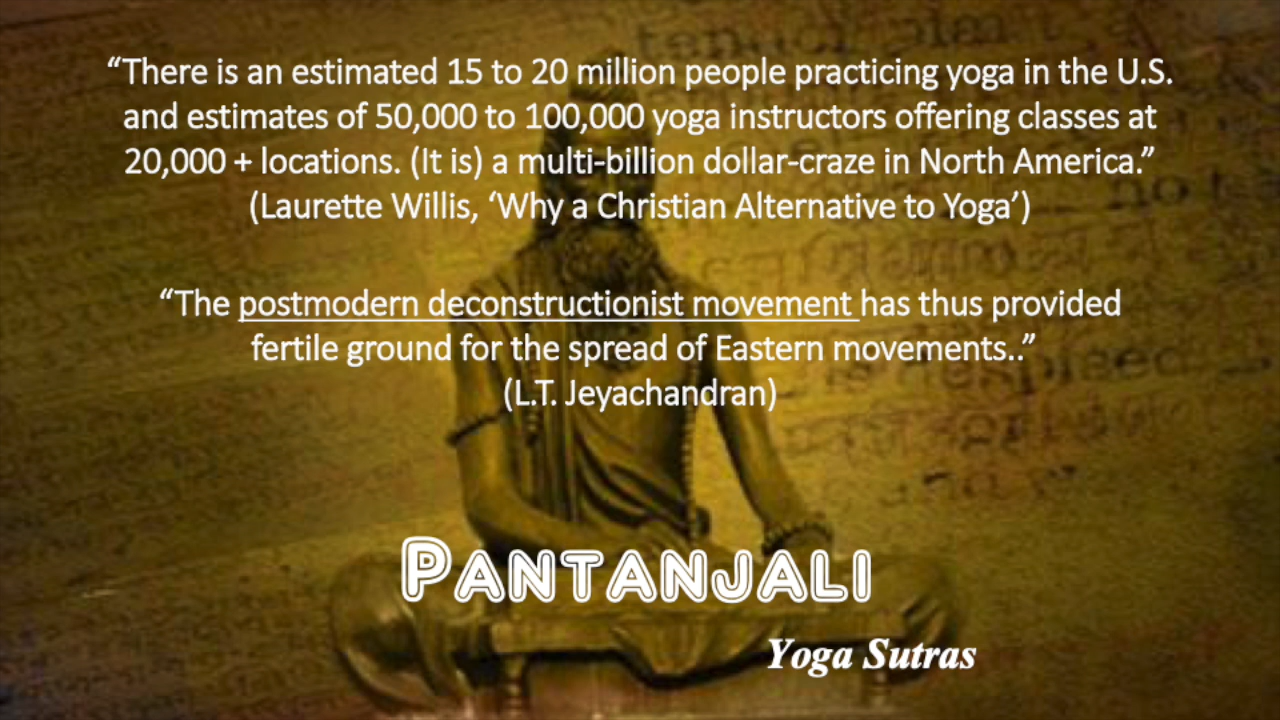 “There is an estimated 15 to 20 million people practicing yoga in the U.S.
and estimates of 50,000 to 100,000 yoga instructors offering classes at
20,000 + locations. (It is) a multi-billion dollar-craze in North America.”
(Laurette Willis, ‘Why a Christian Alternative to Yoga’)
“The postmodern deconstructionist movement has thus provided
fertile ground for the spread of Eastern movements..”
(L.T. Jeyachandran)
PANTANJALI
Yoga Sutras